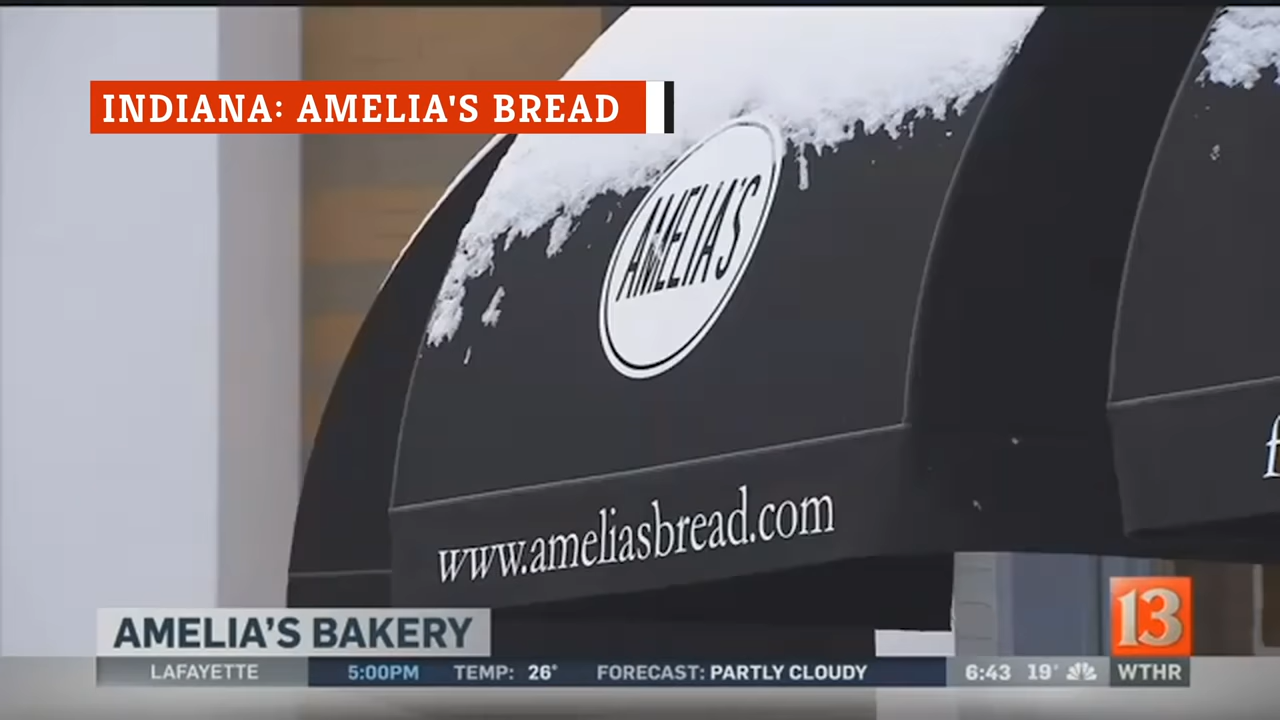 INDIANA: AMELIA'S BREAD
AMELIA'S
www.ameliasbread.com
f
AMELIA'S BAKERY
13
LAFAYETTE 5:00PM TEMP: 26° FORECAST: PARTLY CLOUDY 6:43 19° WTHR